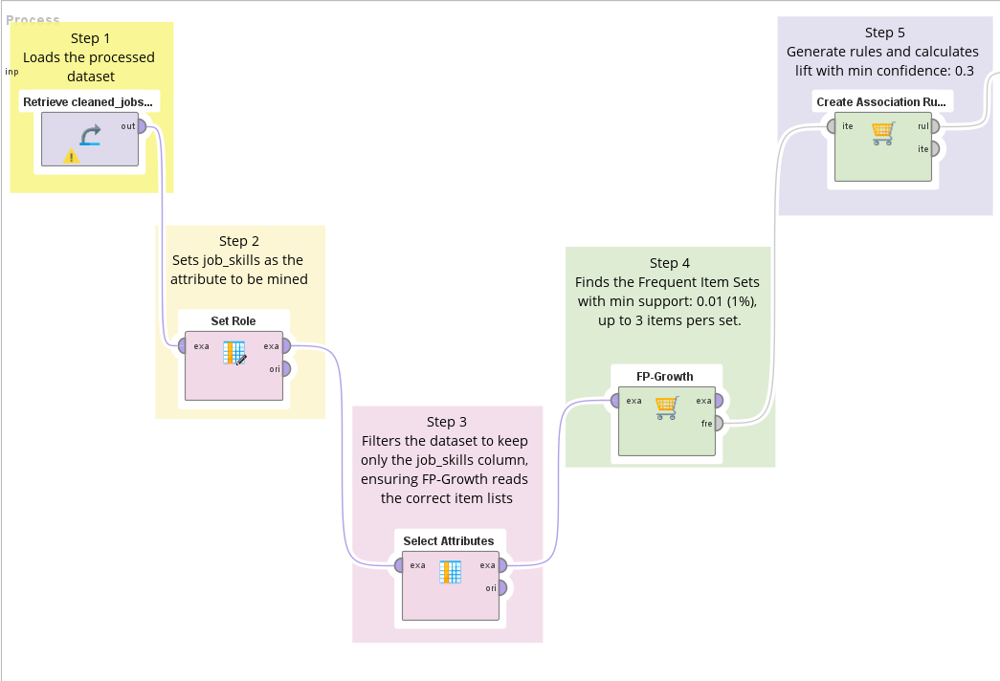 Process
inp
Step 1
Loads the processed
dataset
Retrieve cleaned_jobs...
out
Step 2
Sets job_skills as the
attribute to be mined
Set Role
exa
exa
ori
Step 3
Filters the dataset to keep
only the job_skills column,
ensuring FP-Growth reads
the correct item lists
Select Attributes
exa
exa
ori
Step 4
Finds the Frequent Item Sets
with min support: 0.01 (1%),
up to 3 items pers set.
FP-Growth
exa
exa
fre
Step 5
Generate rules and calculates
lift with min confidence: 0.3
Create Association Ru...
ite
rul
ite